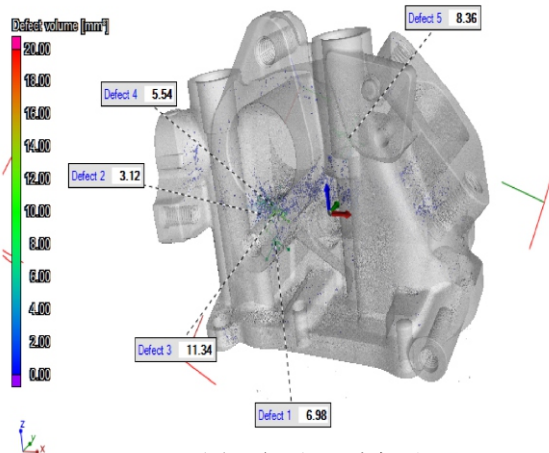 Defect volume [mm³]
20.00
18.00
16.00
14.00
12.00
10.00
8.00
6.00
4.00
2.00
0.00
Defect 5 8.36
Defect 4 5.54
Defect 2 3.12
Defect 3 11.34
Defect 1 6.98
z
y
x